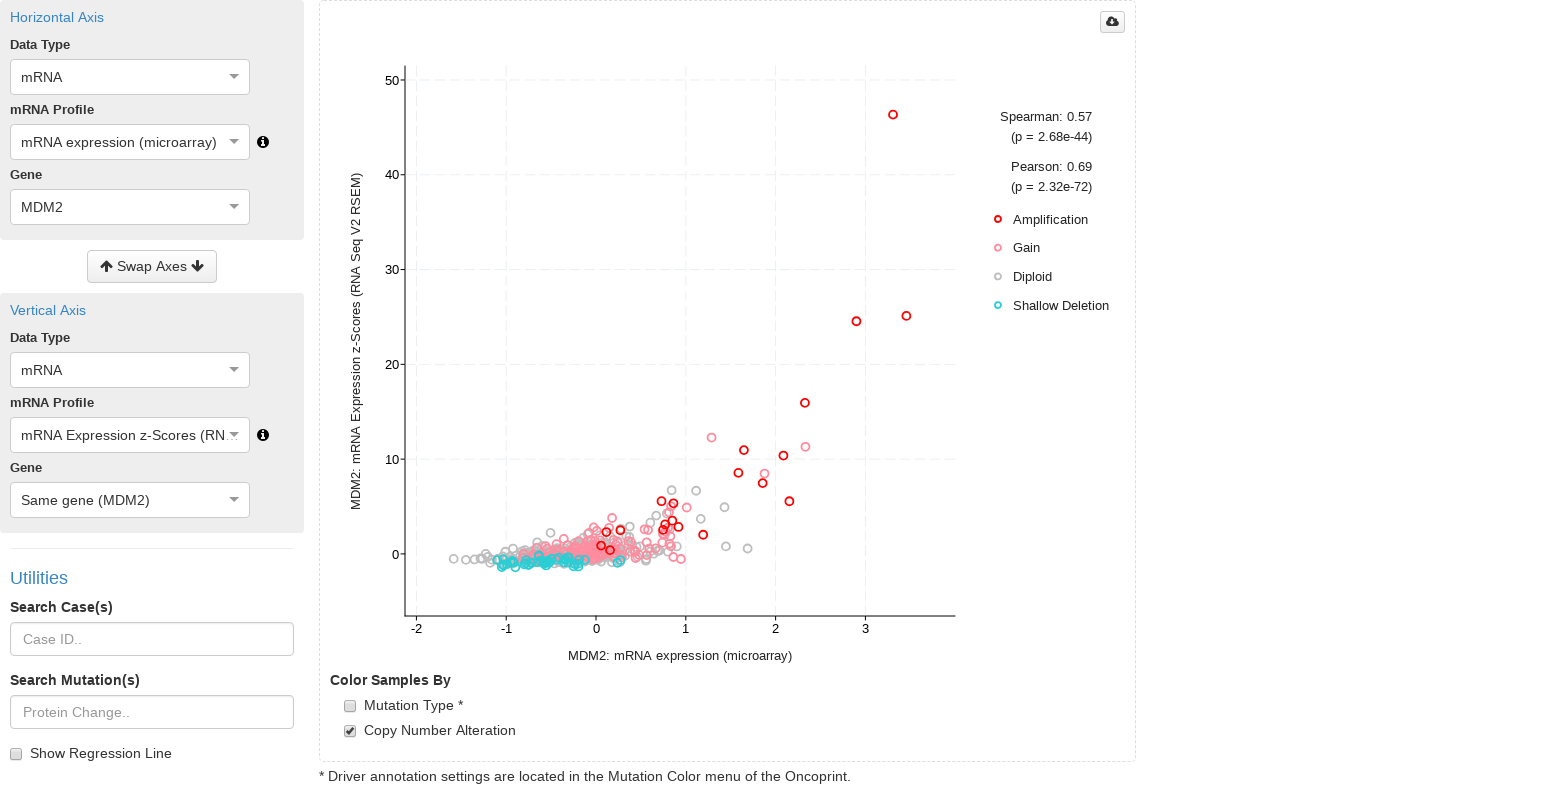 Horizontal Axis
Data Type
mRNA
mRNA Profile
mRNA expression (microarray)
Gene
MDM2
Swap Axes
Vertical Axis
Data Type
mRNA
mRNA Profile
mRNA Expression z-Scores (RN...
Gene
Same gene (MDM2)
Utilities
Search Case(s)
Case ID..
Search Mutation(s)
Protein Change..
Show Regression Line
MDM2: mRNA Expression z-Scores (RNA Seq V2 RSEM)
50
40
30
20
10
0
-2 -1 0 1 2 3
MDM2: mRNA expression (microarray)
Spearman: 0.57
(p = 2.68e-44)
Pearson: 0.69
(p = 2.32e-72)
Amplification
Gain
Diploid
Shallow Deletion
Color Samples By
Mutation Type *
Copy Number Alteration
* Driver annotation settings are located in the Mutation Color menu of the Oncoprint.